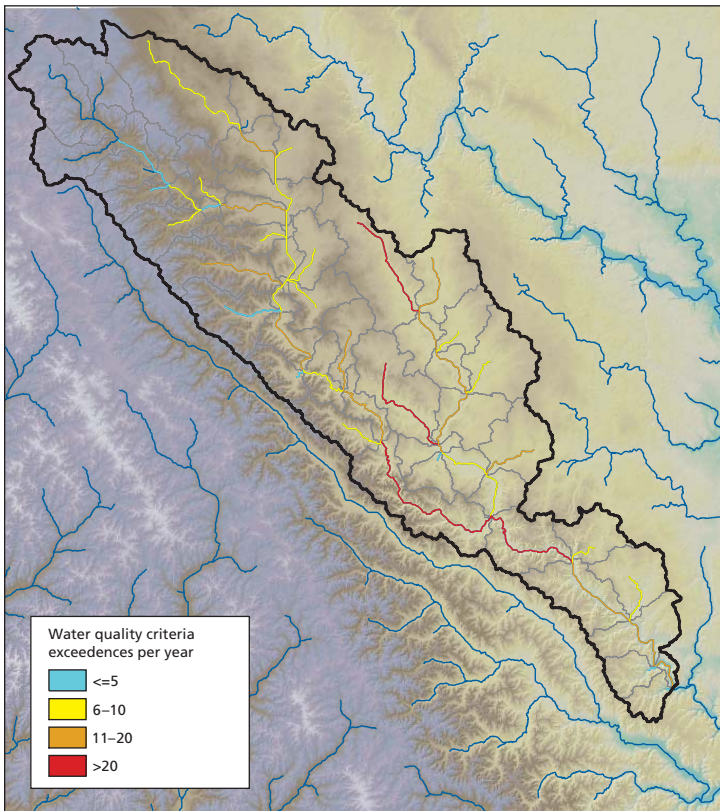 Water quality criteria
exceedences per year
<=5
6–10
11–20
>20